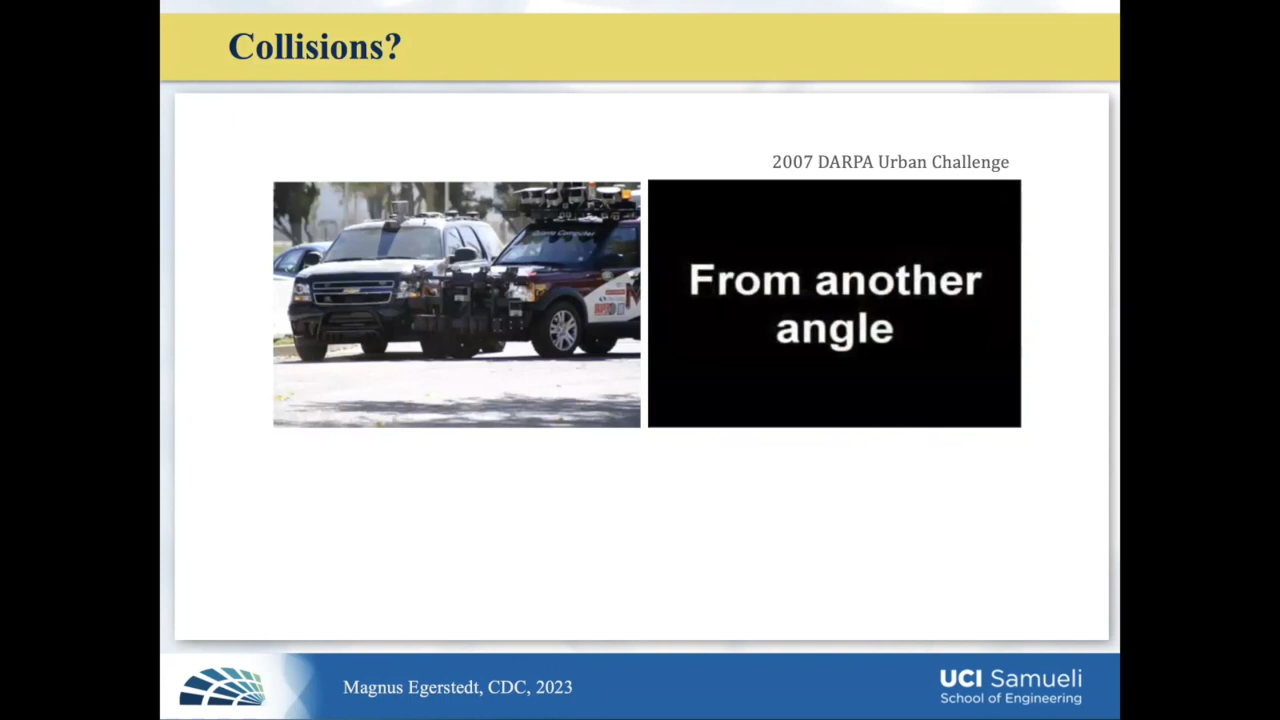 Collisions?
2007 DARPA Urban Challenge
From another
angle
Magnus Egerstedt, CDC, 2023
UCI Samueli
School of Engineering